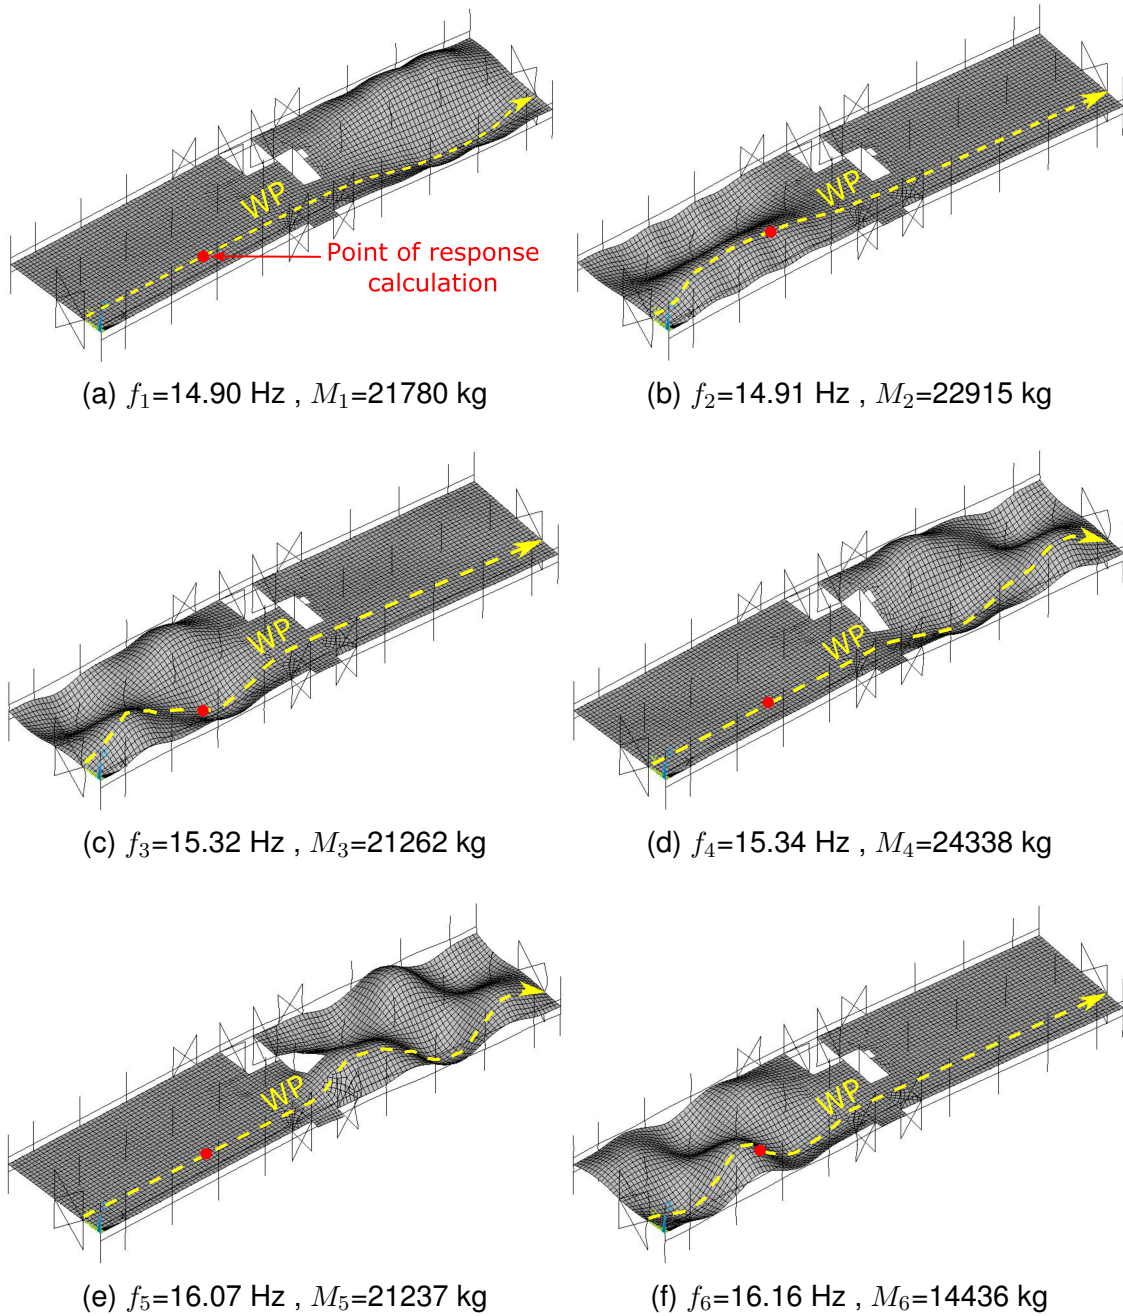 WP
Point of response
calculation
WP
(a) f1=14.90 Hz , M1=21780 kg
(b) f2=14.91 Hz , M2=22915 kg
WP
WP
(c) f3=15.32 Hz , M3=21262 kg
(d) f4=15.34 Hz , M4=24338 kg
WP
WP
(e) f5=16.07 Hz , M5=21237 kg
(f) f6=16.16 Hz , M6=14436 kg